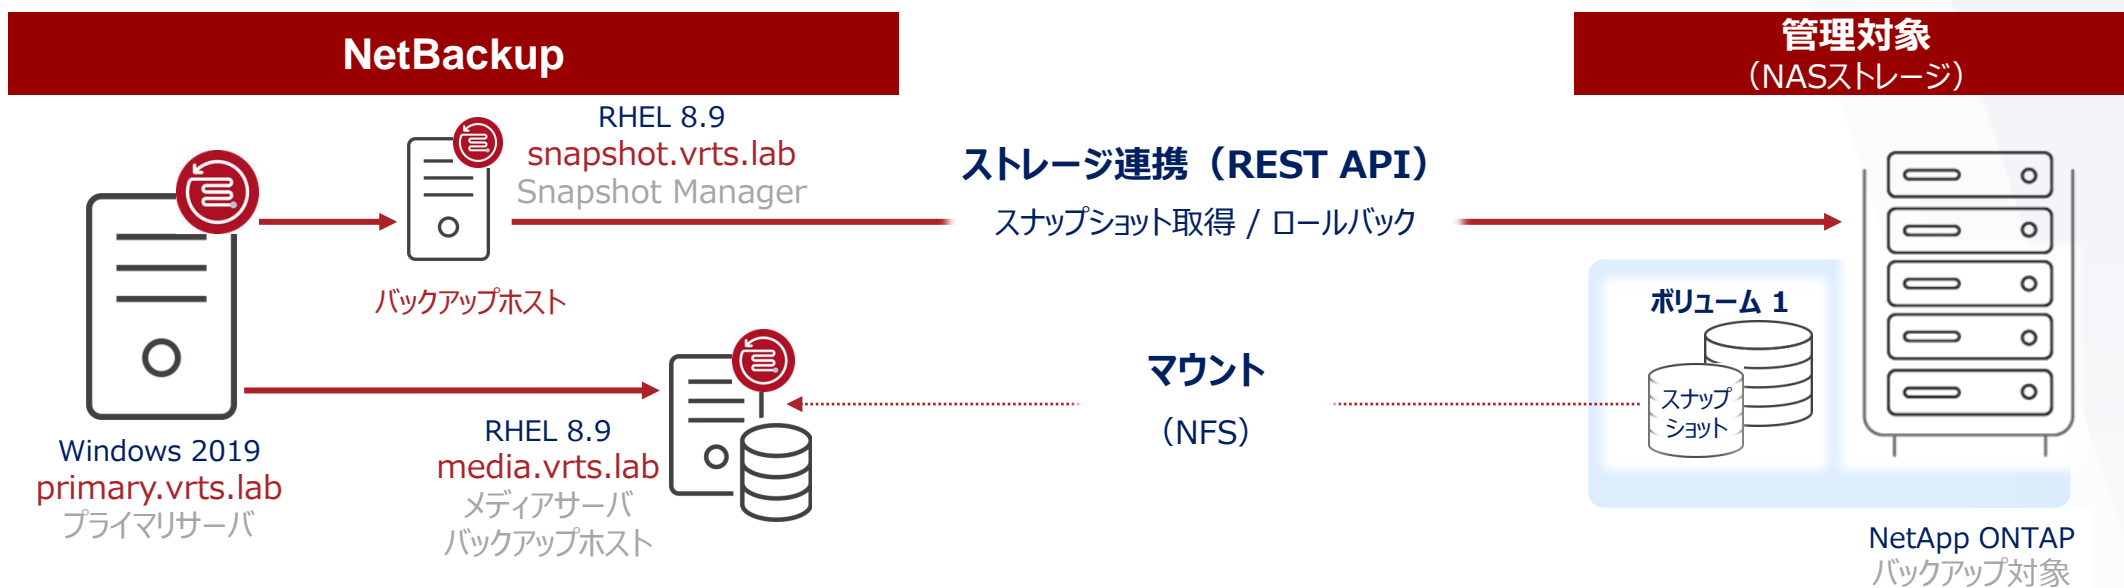 NetBackup
管理対象
（NASストレージ）
RHEL 8.9
snapshot.vrts.lab
Snapshot Manager
バックアップホスト
ストレージ連携（REST API）
スナップショット取得 / ロールバック
ボリューム 1
スナップ
ショット
マウント
（NFS）
Windows 2019
primary.vrts.lab
プライマリサーバ
RHEL 8.9
media.vrts.lab
メディアサーバ
バックアップホスト
NetApp ONTAP
バックアップ対象